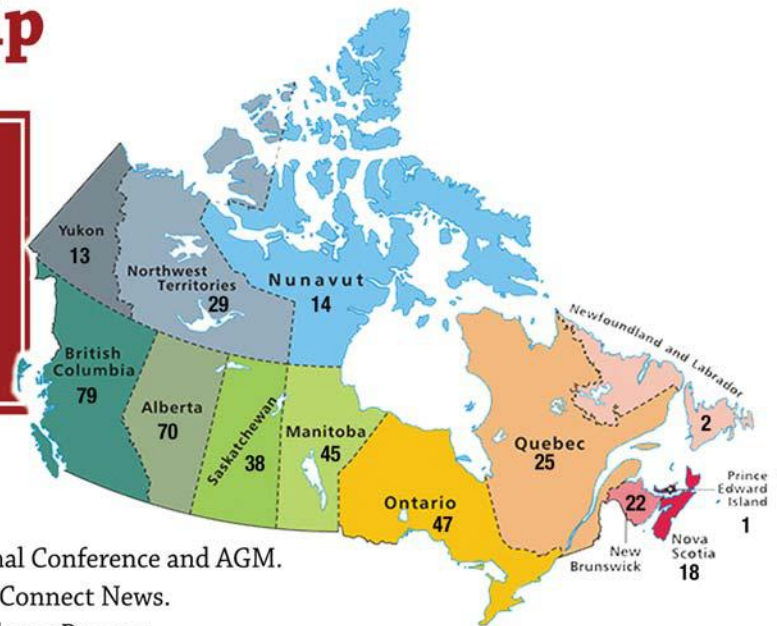 Yukon
13
Northwest
Territories
29
Nunavut
14
British
Columbia
79
Alberta
70
Saskatchewan
38
Manitoba
45
Ontario
47
Quebec
25
Newfoundland and Labrador
2
Prince
Edward
Island
1
22
New
Brunswick
Nova
Scotia
18
Conference and AGM.
Connect News.